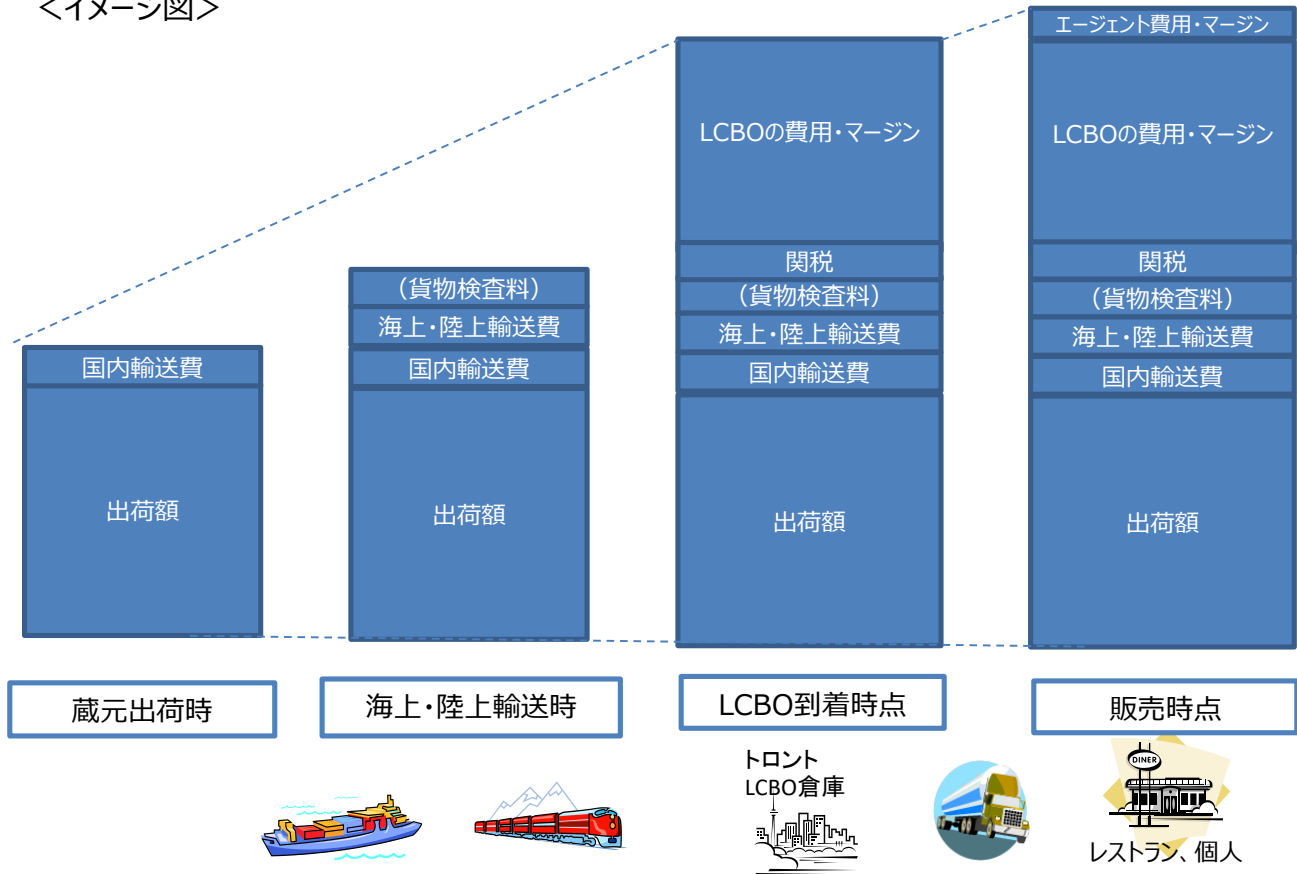 <イメージ図>
国内輸送費
出荷額
蔵元出荷時
(貨物検査料)
海上・陸上輸送費
国内輸送費
出荷額
海上・陸上輸送時
LCBOの費用・マージン
関税
(貨物検査料)
海上・陸上輸送費
国内輸送費
出荷額
LCBO到着時点
トロント
LCBO倉庫
エージェント費用・マージン
LCBOの費用・マージン
関税
(貨物検査料)
海上・陸上輸送費
国内輸送費
出荷額
販売時点
DINER
レストラン、個人